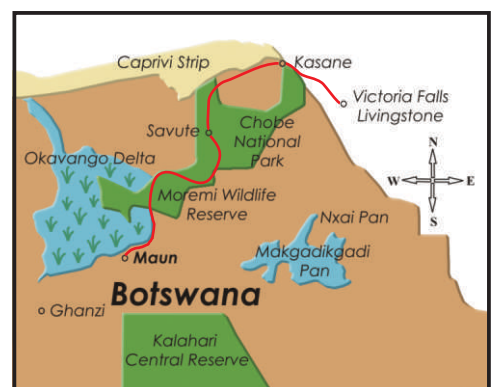 Caprivi Strip
Kasane
Victoria Falls
Livingstone
Savute
Chobe
National
Park
Okavango Delta
N
W
E
S
Moremi Wildlife
Reserve
Nxai Pan
Makgadikgadi
Pan
Maun
Botswana
Ghanzi
Kalahari
Central Reserve